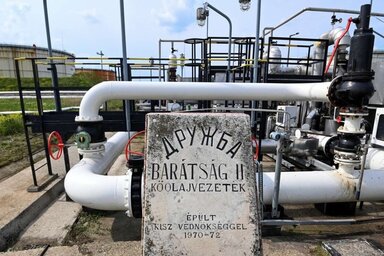 ДРУЖБА
BARÁTSÁG II
KŐOLAJVEZETÉK
ÉPÜLT
KISZ VÉDNÖKSÉGGEL
1970-72